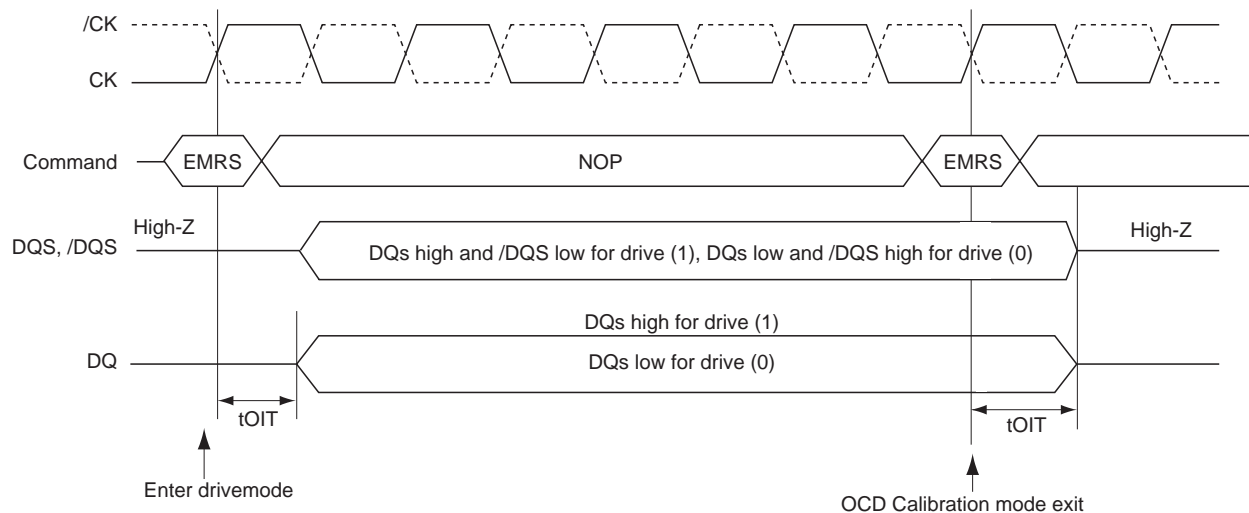 /CK
CK
Command
EMRS
NOP
EMRS
High-Z
High-Z
DQS, /DQS
DQs high and /DQS low for drive (1), DQs low and /DQS high for drive (0)
DQs high for drive (1)
DQ
DQs low for drive (0)
tOIT
tOIT
Enter drivemode
OCD Calibration mode exit